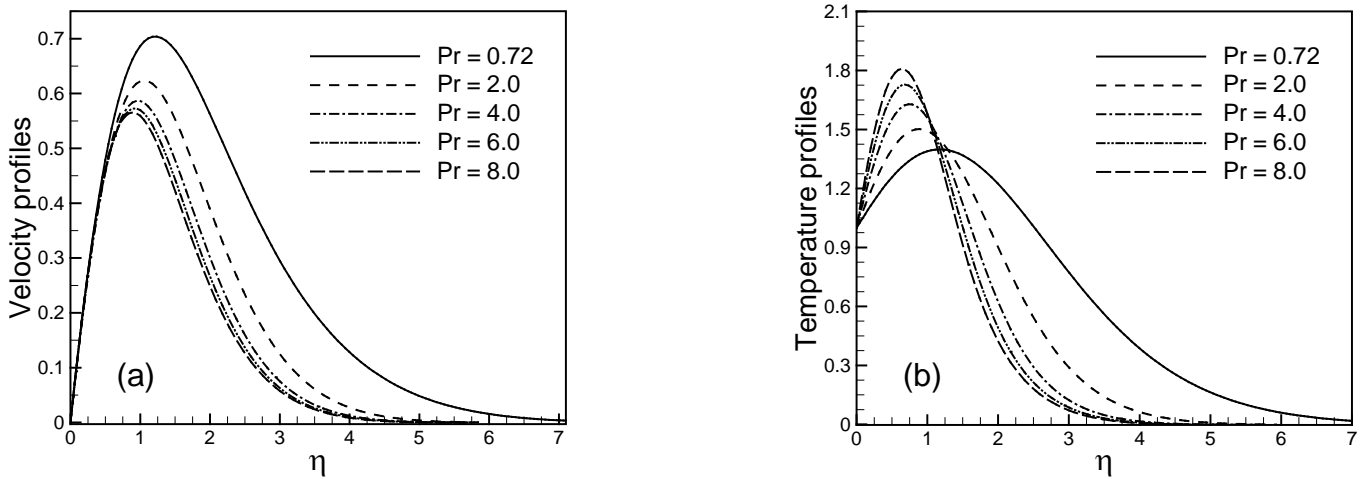 Velocity profiles
0.7
0.6
0.5
0.4
0.3
0.2
0.1
0
0 1 2 3 4 5 6 7
η
(a)
Pr = 0.72
Pr = 2.0
Pr = 4.0
Pr = 6.0
Pr = 8.0
Temperature profiles
2.1
1.8
1.5
1.2
0.9
0.6
0.3
0
0 1 2 3 4 5 6 7
η
(b)
Pr = 0.72
Pr = 2.0
Pr = 4.0
Pr = 6.0
Pr = 8.0